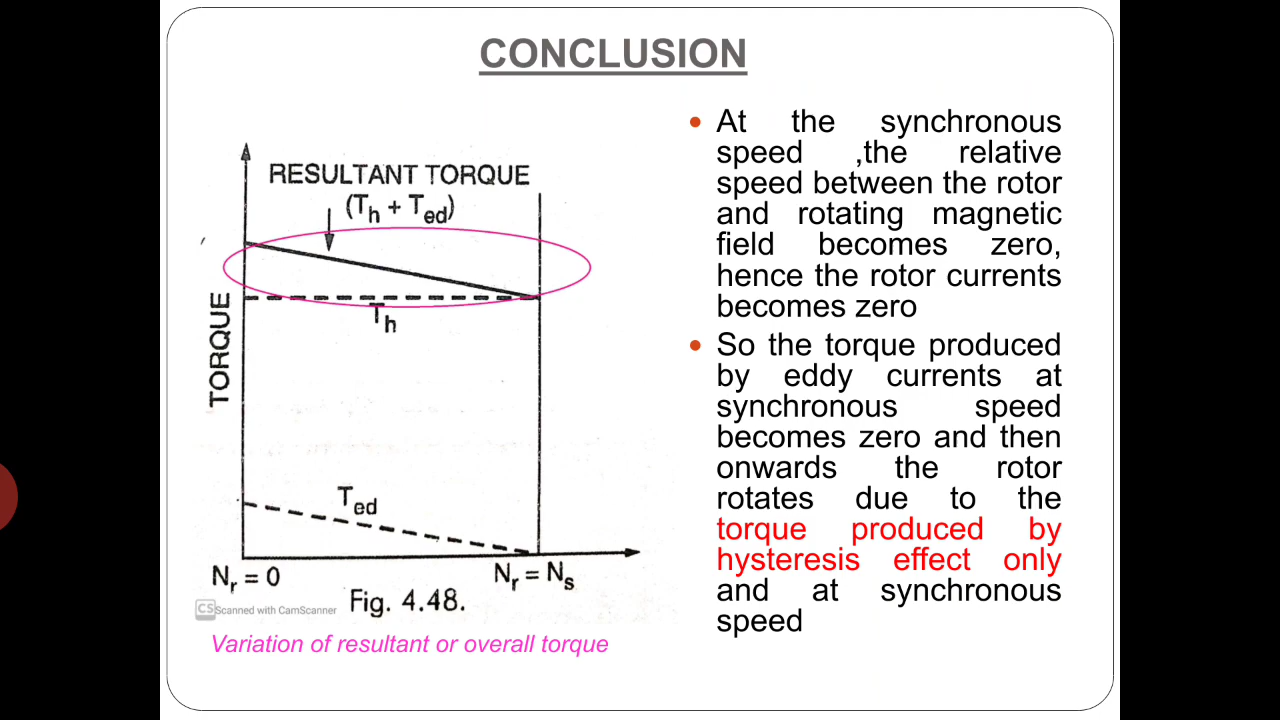 CONCLUSION
RESULTANT TORQUE
(Th + Ted)
Th
TORQUE
Ted
Nr = 0
Nr = Ns
CS Scanned with CamScanner
Fig. 4.48.
Variation of resultant or overall torque
• At the synchronous
speed ,the relative
speed between the rotor
and rotating magnetic
field becomes zero,
hence the rotor currents
becomes zero
• So the torque produced
by eddy currents at
synchronous speed
becomes zero and then
onwards the rotor
rotates due to the
torque produced by
hysteresis effect only
and at synchronous
speed